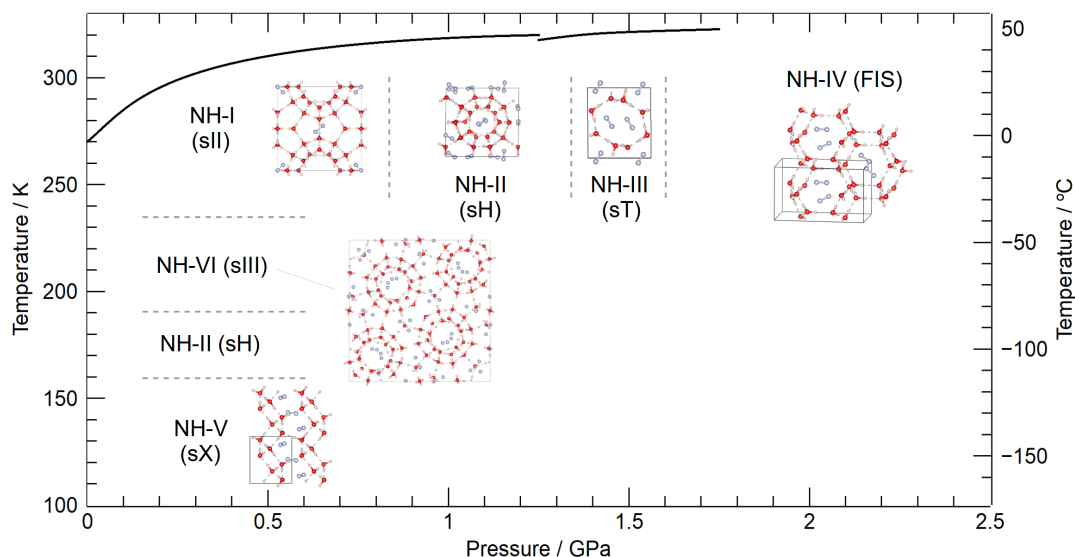 Temperature / K
300
250
200
150
100
NH-I
(sII)
NH-II
(sH)
NH-III
(sT)
NH-IV (FIS)
NH-VI (sIII)
NH-II (sH)
NH-V
(sX)
50
0
−50
−100
−150
Temperature / ºC
0
0.5
1
1.5
2
2.5
Pressure / GPa